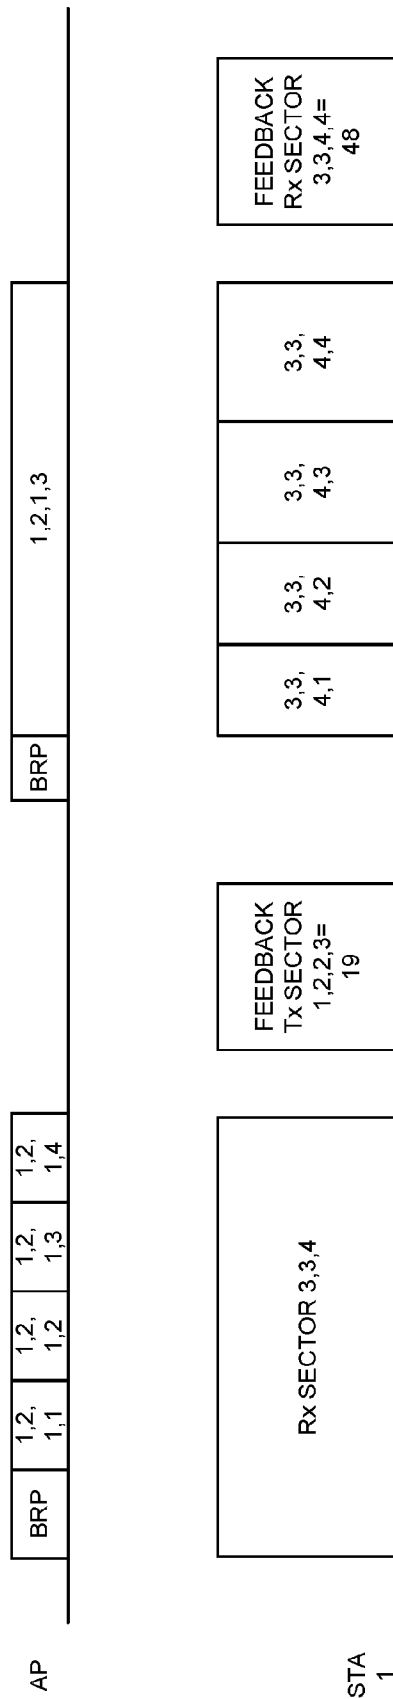 AP
BRP
1,2,
1,1
1,2,
1,2
1,2,
1,3
1,2,
1,4
BRP
1,2,1,3
STA
1
Rx SECTOR 3,3,4
FEEDBACK
Tx SECTOR
1,2,2,3=
19
3,3,
4,1
3,3,
4,2
3,3,
4,3
3,3,
4,4
FEEDBACK
Rx SECTOR
3,3,4,4=
48